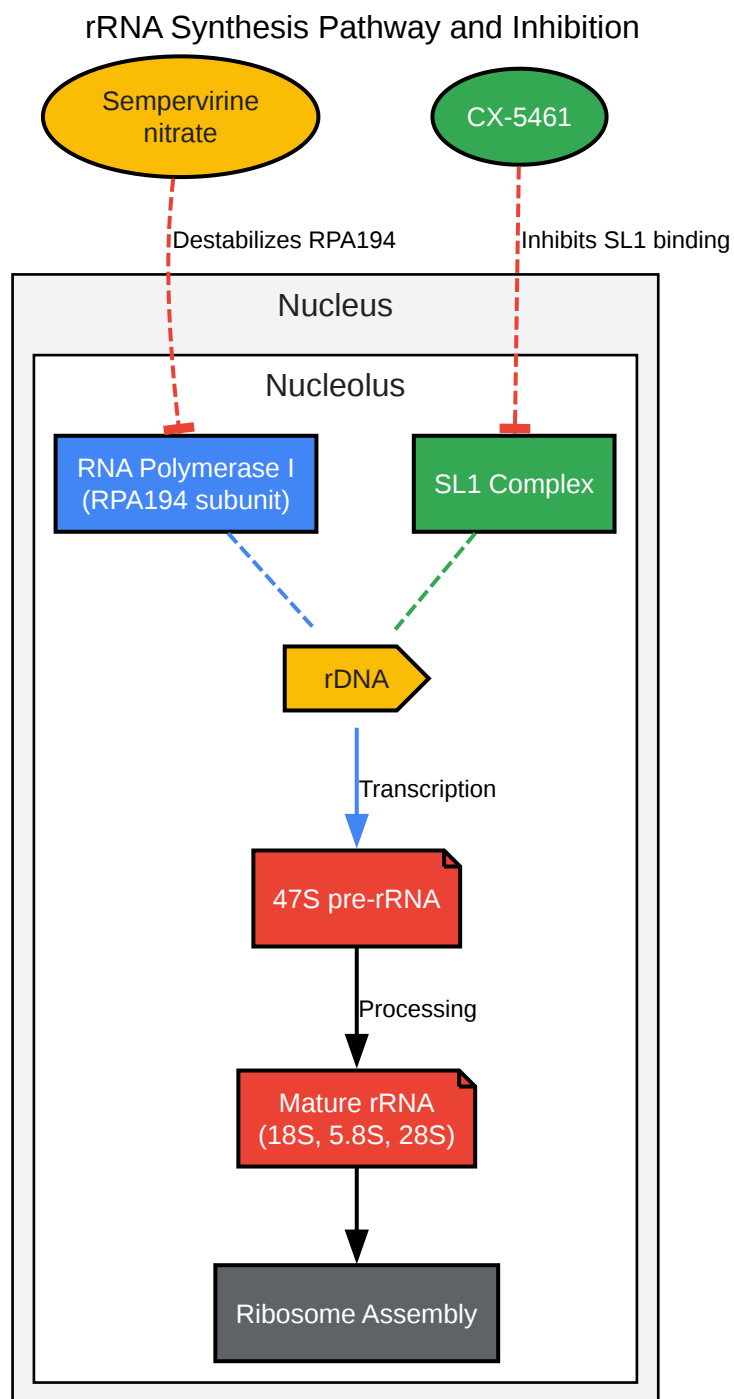 rRNA Synthesis Pathway and Inhibition
Sempervirine
nitrate
CX-5461
Destabilizes RPA194
Inhibits SL1 binding
Nucleus
Nucleolus
RNA Polymerase I
(RPA194 subunit)
SL1 Complex
rDNA
Transcription
47S pre-rRNA
Processing
Mature rRNA
(18S, 5.8S, 28S)
Ribosome Assembly